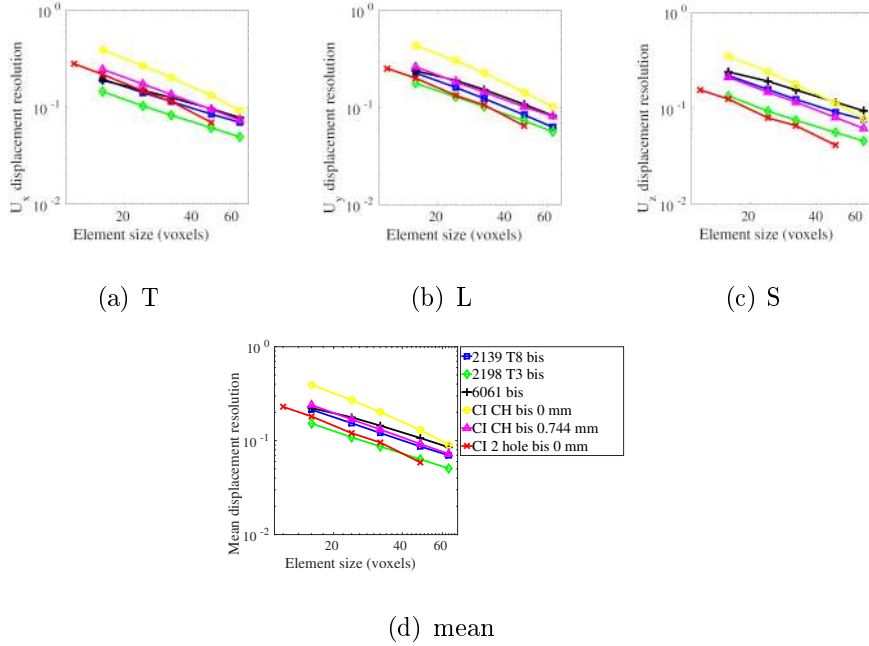 10^0
10^-1
10^-2
20 40 60
Element size (voxels)
U_x displacement resolution
(a) T
10^0
10^-1
10^-2
20 40 60
Element size (voxels)
U_y displacement resolution
(b) L
10^0
10^-1
10^-2
20 40 60
Element size (voxels)
U_z displacement resolution
(c) S
10^0
10^-1
10^-2
20 40 60
Element size (voxels)
Mean displacement resolution
2139 T8 bis
2198 T3 bis
6061 bis
CI CH bis 0 mm
CI CH bis 0.744 mm
CI 2 hole bis 0 mm
(d) mean